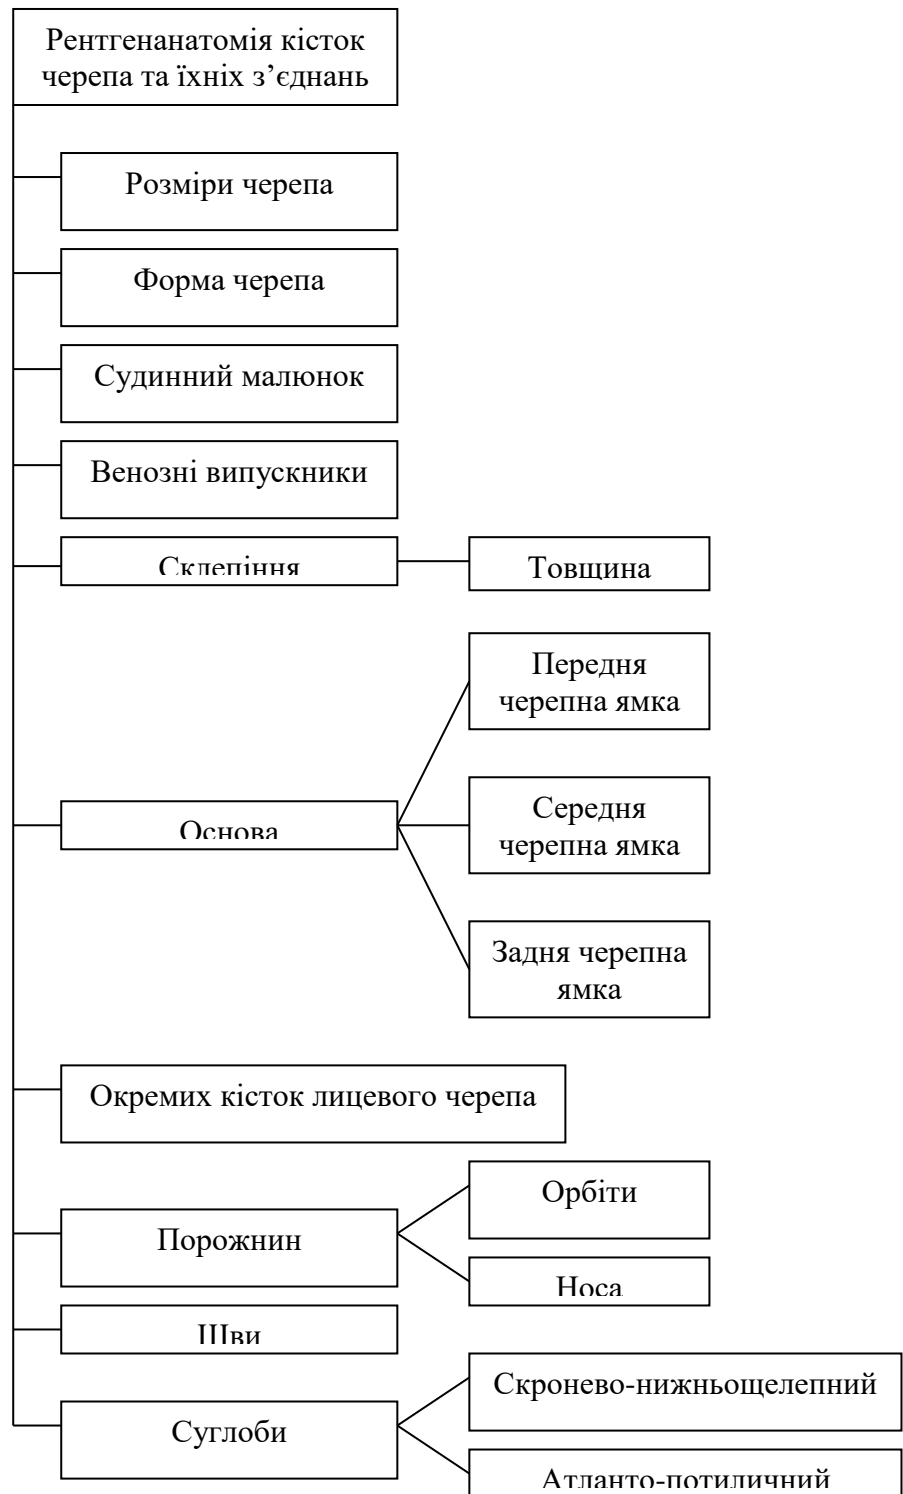 Рентгенанатомія кісток
черепа та їхніх з’єднань
Розміри черепа
Форма черепа
Судинний малюнок
Венозні випускники
Склепіння
Товщина
Передня
черепна ямка
Основа
Середня
черепна ямка
Задня черепна
ямка
Окремих кісток лицевого черепа
Порожнин
Орбіти
Носа
Шви
Суглоби
Скронево-нижньощелепний
Атланто-потиличний